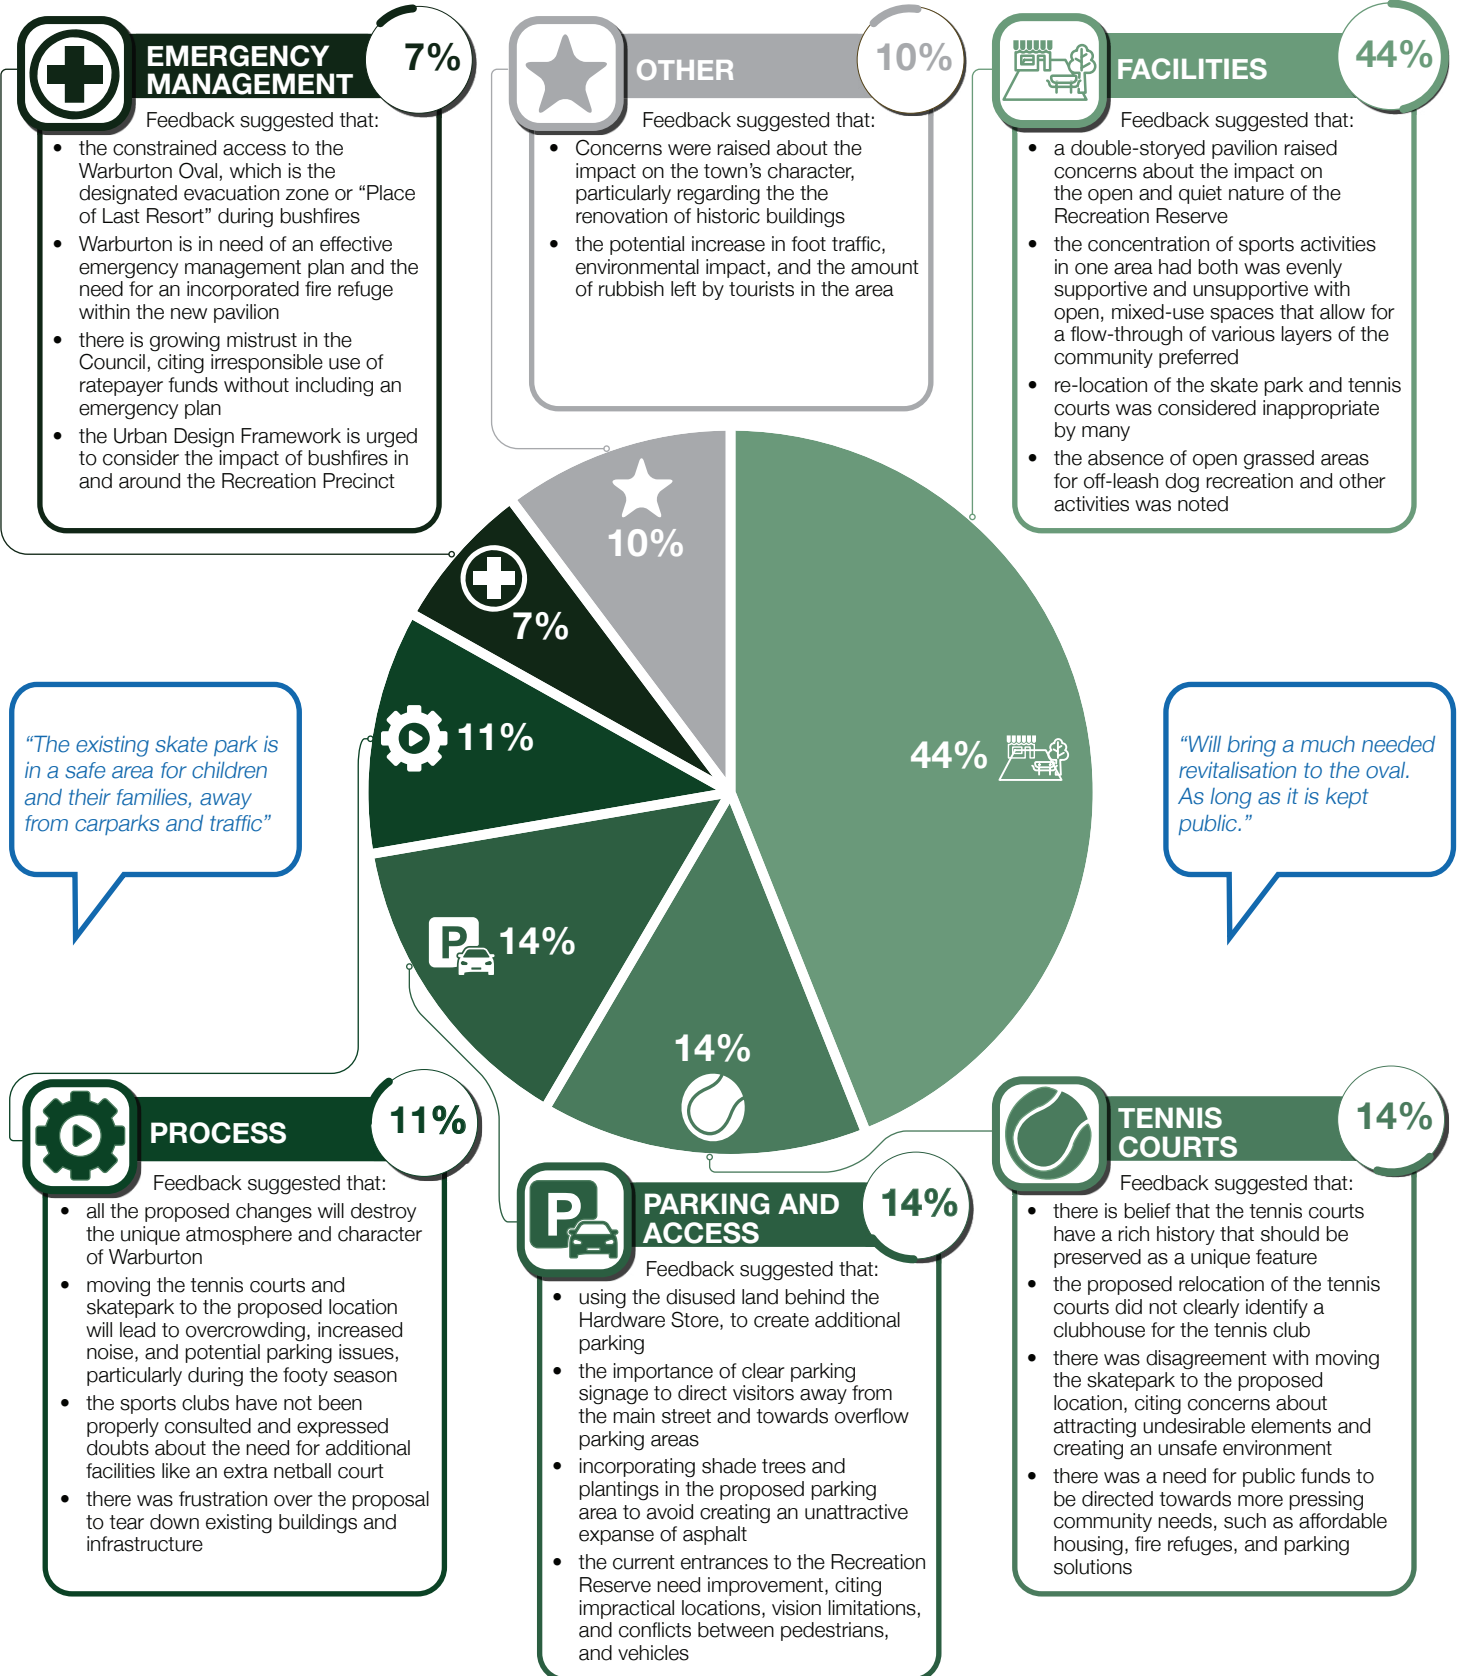 EMERGENCY
MANAGEMENT
7%
Feedback suggested that:
• the constrained access to the
Warburton Oval, which is the
designated evacuation zone or “Place
of Last Resort” during bushfires
• Warburton is in need of an effective
emergency management plan and the
need for an incorporated fire refuge
within the new pavilion
• there is growing mistrust in the
Council, citing irresponsible use of
ratepayer funds without including an
emergency plan
• the Urban Design Framework is urged
to consider the impact of bushfires in
and around the Recreation Precinct
OTHER
10%
Feedback suggested that:
• Concerns were raised about the
impact on the town’s character,
particularly regarding the the
renovation of historic buildings
• the potential increase in foot traffic,
environmental impact, and the amount
of rubbish left by tourists in the area
FACILITIES
44%
Feedback suggested that:
• a double-storyed pavilion raised
concerns about the impact on
the open and quiet nature of the
Recreation Reserve
• the concentration of sports activities
in one area had both was evenly
supportive and unsupportive with
open, mixed-use spaces that allow for
a flow-through of various layers of the
community preferred
• re-location of the skate park and tennis
courts was considered inappropriate
by many
• the absence of open grassed areas
for off-leash dog recreation and other
activities was noted
10%
7%
11%
44%
P
14%
14%
“The existing skate park is
in a safe area for children
and their families, away
from carparks and traffic”
“Will bring a much needed
revitalisation to the oval.
As long as it is kept
public.”
PROCESS
11%
Feedback suggested that:
• all the proposed changes will destroy
the unique atmosphere and character
of Warburton
• moving the tennis courts and
skatepark to the proposed location
will lead to overcrowding, increased
noise, and potential parking issues,
particularly during the footy season
• the sports clubs have not been
properly consulted and expressed
doubts about the need for additional
facilities like an extra netball court
• there was frustration over the proposal
to tear down existing buildings and
infrastructure
P
PARKING AND
ACCESS
14%
Feedback suggested that:
• using the disused land behind the
Hardware Store, to create additional
parking
• the importance of clear parking
signage to direct visitors away from
the main street and towards overflow
parking areas
• incorporating shade trees and
plantings in the proposed parking
area to avoid creating an unattractive
expanse of asphalt
• the current entrances to the Recreation
Reserve need improvement, citing
impractical locations, vision limitations,
and conflicts between pedestrians,
and vehicles
TENNIS
COURTS
14%
Feedback suggested that:
• there is belief that the tennis courts
have a rich history that should be
preserved as a unique feature
• the proposed relocation of the tennis
courts did not clearly identify a
clubhouse for the tennis club
• there was disagreement with moving
the skatepark to the proposed
location, citing concerns about
attracting undesirable elements and
creating an unsafe environment
• there was a need for public funds to
be directed towards more pressing
community needs, such as affordable
housing, fire refuges, and parking
solutions